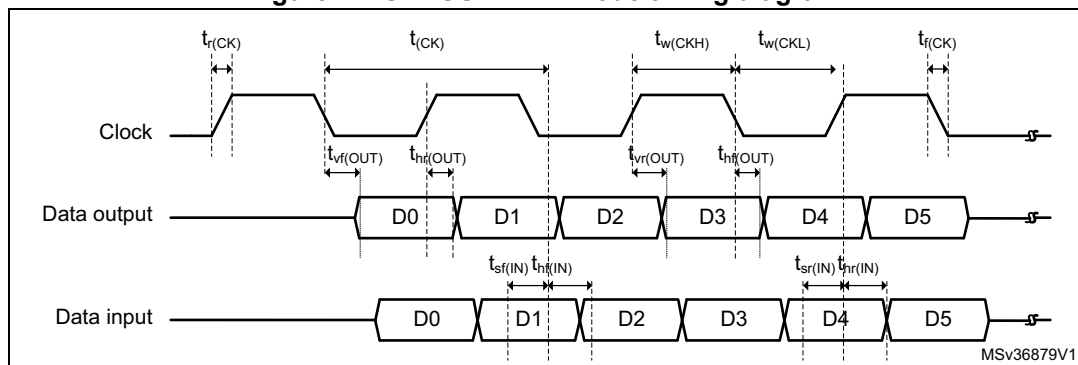 tr(CK) t(CK) tw(CKH) tw(CKL) tf(CK)
Clock
tvf(OUT) thr(OUT) tvr(OUT) thf(OUT)
Data output D0 D1 D2 D3 D4 D5
tsf(IN) thf(IN) tsr(IN) thr(IN)
Data input D0 D1 D2 D3 D4 D5
MSv36879V1